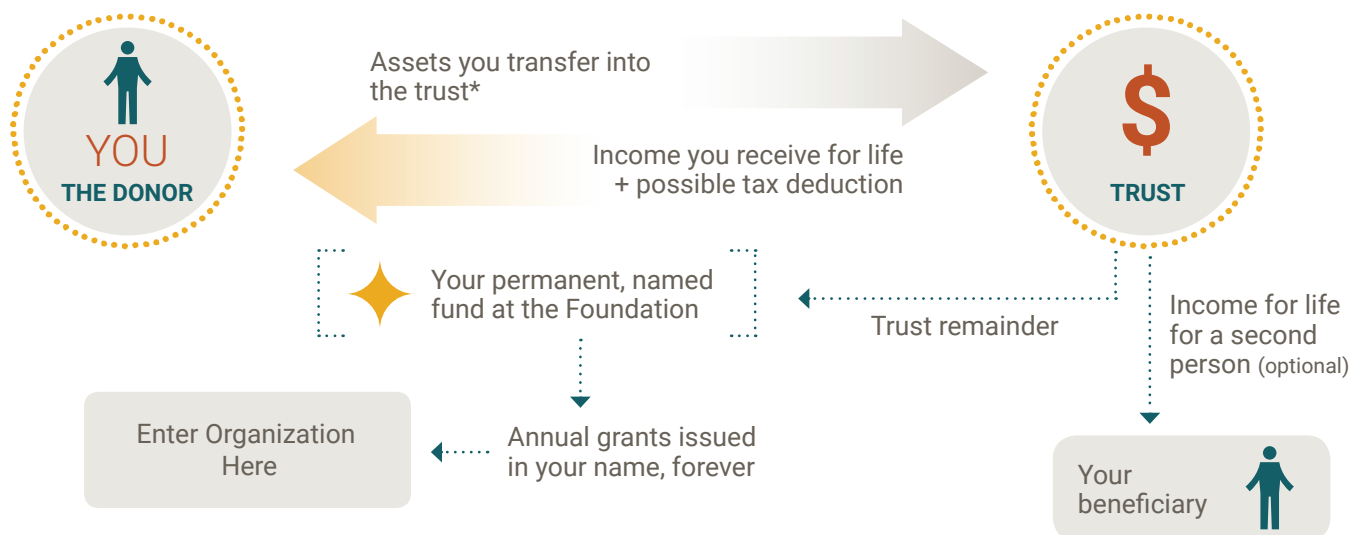 Assets you transfer into
the trust*
YOU
THE DONOR
Income you receive for life
+ possible tax deduction
$
TRUST
Your permanent, named
fund at the Foundation
Trust remainder
Income for life
for a second
person (optional)
Enter Organization
Here
Annual grants issued
in your name, forever
Your
beneficiary